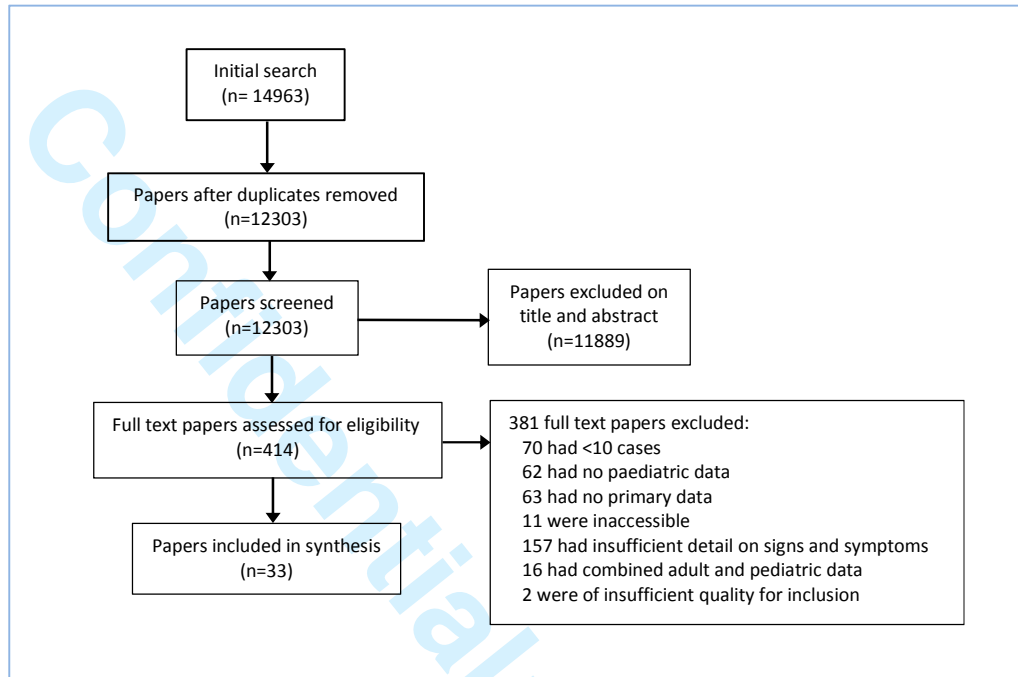 Initial search
(n= 14963)
Papers after duplicates removed
(n=12303)
Papers screened
(n=12303)
Papers excluded on
title and abstract
(n=11889)
Full text papers assessed for eligibility
(n=414)
381 full text papers excluded:
70 had <10 cases
62 had no paediatric data
63 had no primary data
11 were inaccessible
157 had insufficient detail on signs and symptoms
16 had combined adult and pediatric data
2 were of insufficient quality for inclusion
Papers included in synthesis
(n=33)
Confidential